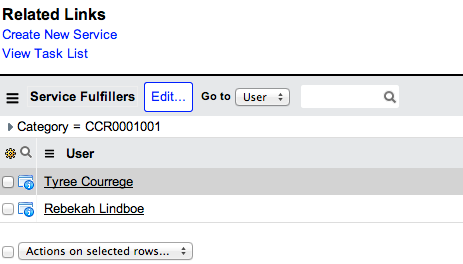 Related Links
Create New Service
View Task List
Service Fulfillers Edit... Go to User
Category = CCR0001001
User
Tyree Courrege
Rebekah Lindboe
Actions on selected rows...